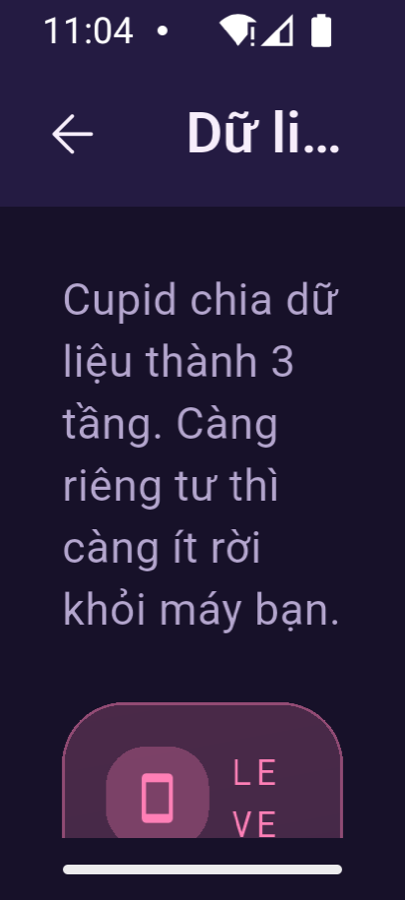 11:04
Dữ li...
Cupid chia dữ
liệu thành 3
tầng. Càng
riêng tư thì
càng ít rời
khỏi máy bạn.
LE
VE